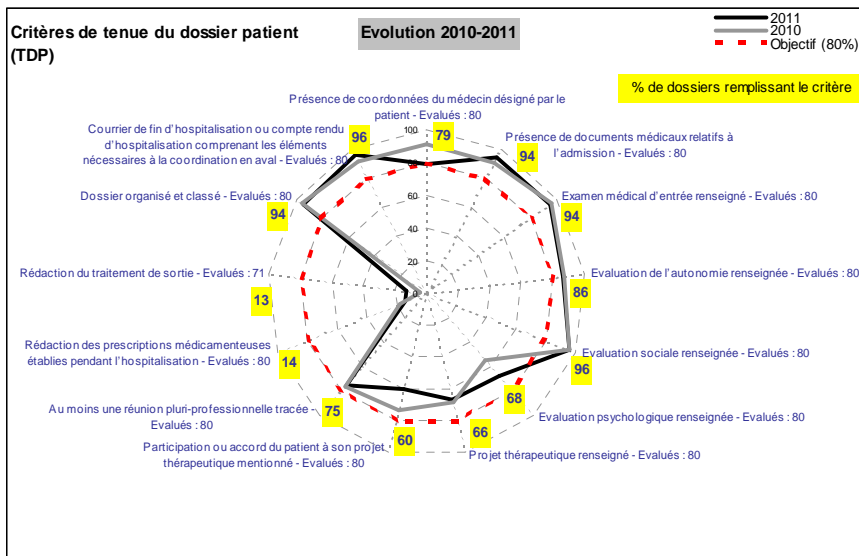 Critères de tenue du dossier patient
(TDP)
Evolution 2010-2011
2011
2010
Objectif (80%)
% de dossiers remplissant le critère
Présence de coordonnées du médecin désigné par le
patient - Evalués : 80
79
Présence de documents médicaux relatifs à
l'admission - Evalués : 80
94
Examen médical d'entrée renseigné - Evalués : 80
94
Evaluation de l'autonomie renseignée - Evalués : 80
86
Evaluation sociale renseignée - Evalués : 80
96
Evaluation psychologique renseignée - Evalués : 80
68
Projet thérapeutique renseigné - Evalués : 80
66
Participation ou accord du patient à son projet
thérapeutique mentionné - Evalués : 80
60
Au moins une réunion pluri-professionnelle tracée -
Evalués : 80
75
Rédaction des prescriptions médicamenteuses
établies pendant l'hospitalisation - Evalués : 80
14
Rédaction du traitement de sortie - Evalués : 71
13
Dossier organisé et classé - Evalués : 80
94
Courrier de fin d'hospitalisation ou compte rendu
d'hospitalisation comprenant les éléments
nécessaires à la coordination en aval - Evalués : 80
96
100
80
60
40
20
0